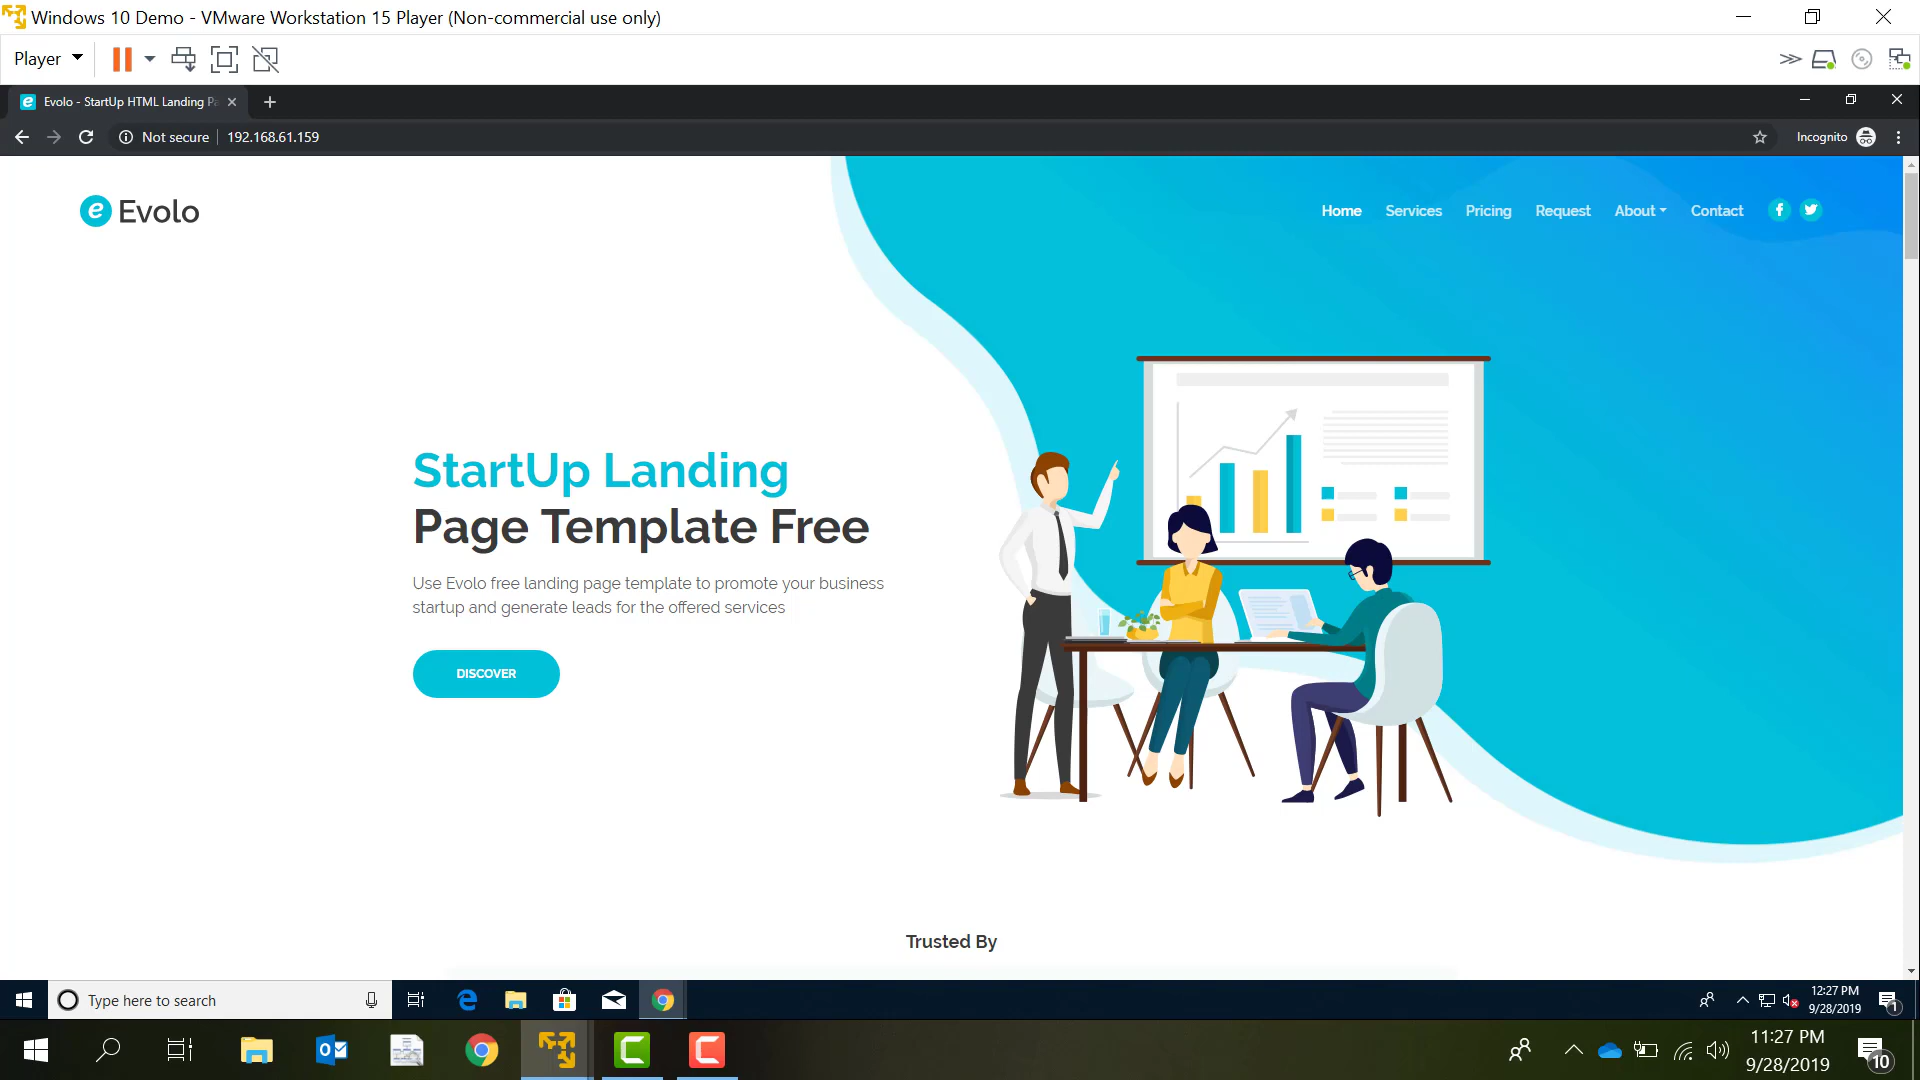 Windows 10 Demo - VMware Workstation 15 Player (Non-commercial use only)
Player
Evolo - StartUp HTML Landing Pa
Not secure
192.168.61.159
Incognito
Evolo
Home
Services
Pricing
Request
About
Contact
StartUp Landing
Page Template Free
Use Evolo free landing page template to promote your business
startup and generate leads for the offered services
DISCOVER
Trusted By
Type here to search
12:27 PM
9/28/2019
1
11:27 PM
9/28/2019
10